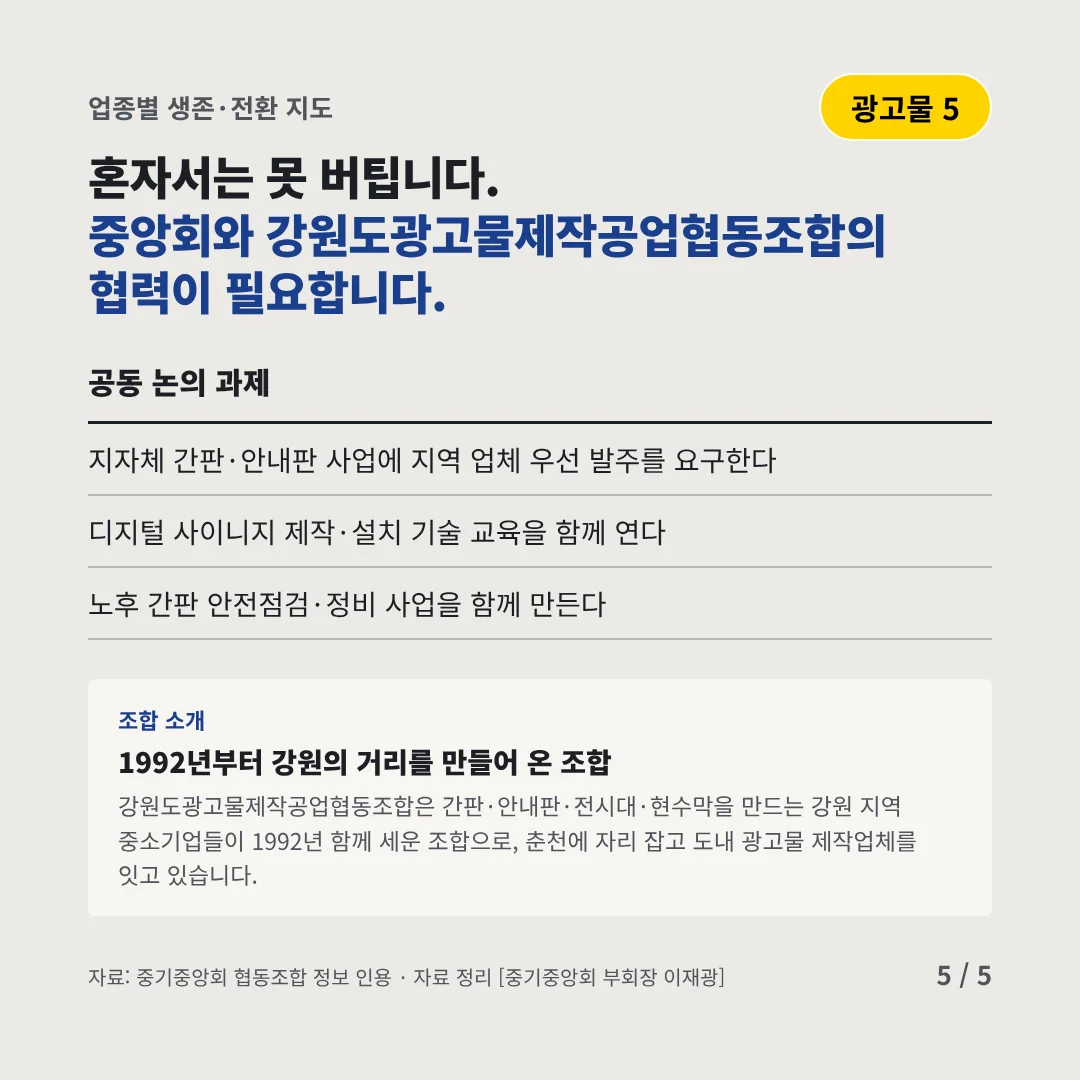 업종별 생존·전환 지도
광고물 5
혼자서는 못 버팁니다.
중앙회와 강원도광고물제작공업협동조합의
협력이 필요합니다.
공동 논의 과제
지자체 간판·안내판 사업에 지역 업체 우선 발주를 요구한다
디지털 사이니지 제작·설치 기술 교육을 함께 연다
노후 간판 안전점검·정비 사업을 함께 만든다
조합 소개
1992년부터 강원의 거리를 만들어 온 조합
강원도광고물제작공업협동조합은 간판·안내판·전시대·현수막을 만드는 강원 지역
중소기업들이 1992년 함께 세운 조합으로, 춘천에 자리 잡고 도내 광고물 제작업체를
잇고 있습니다.
자료: 중기중앙회 협동조합 정보 인용 · 자료 정리 [중기중앙회 부회장 이재광]
5 / 5